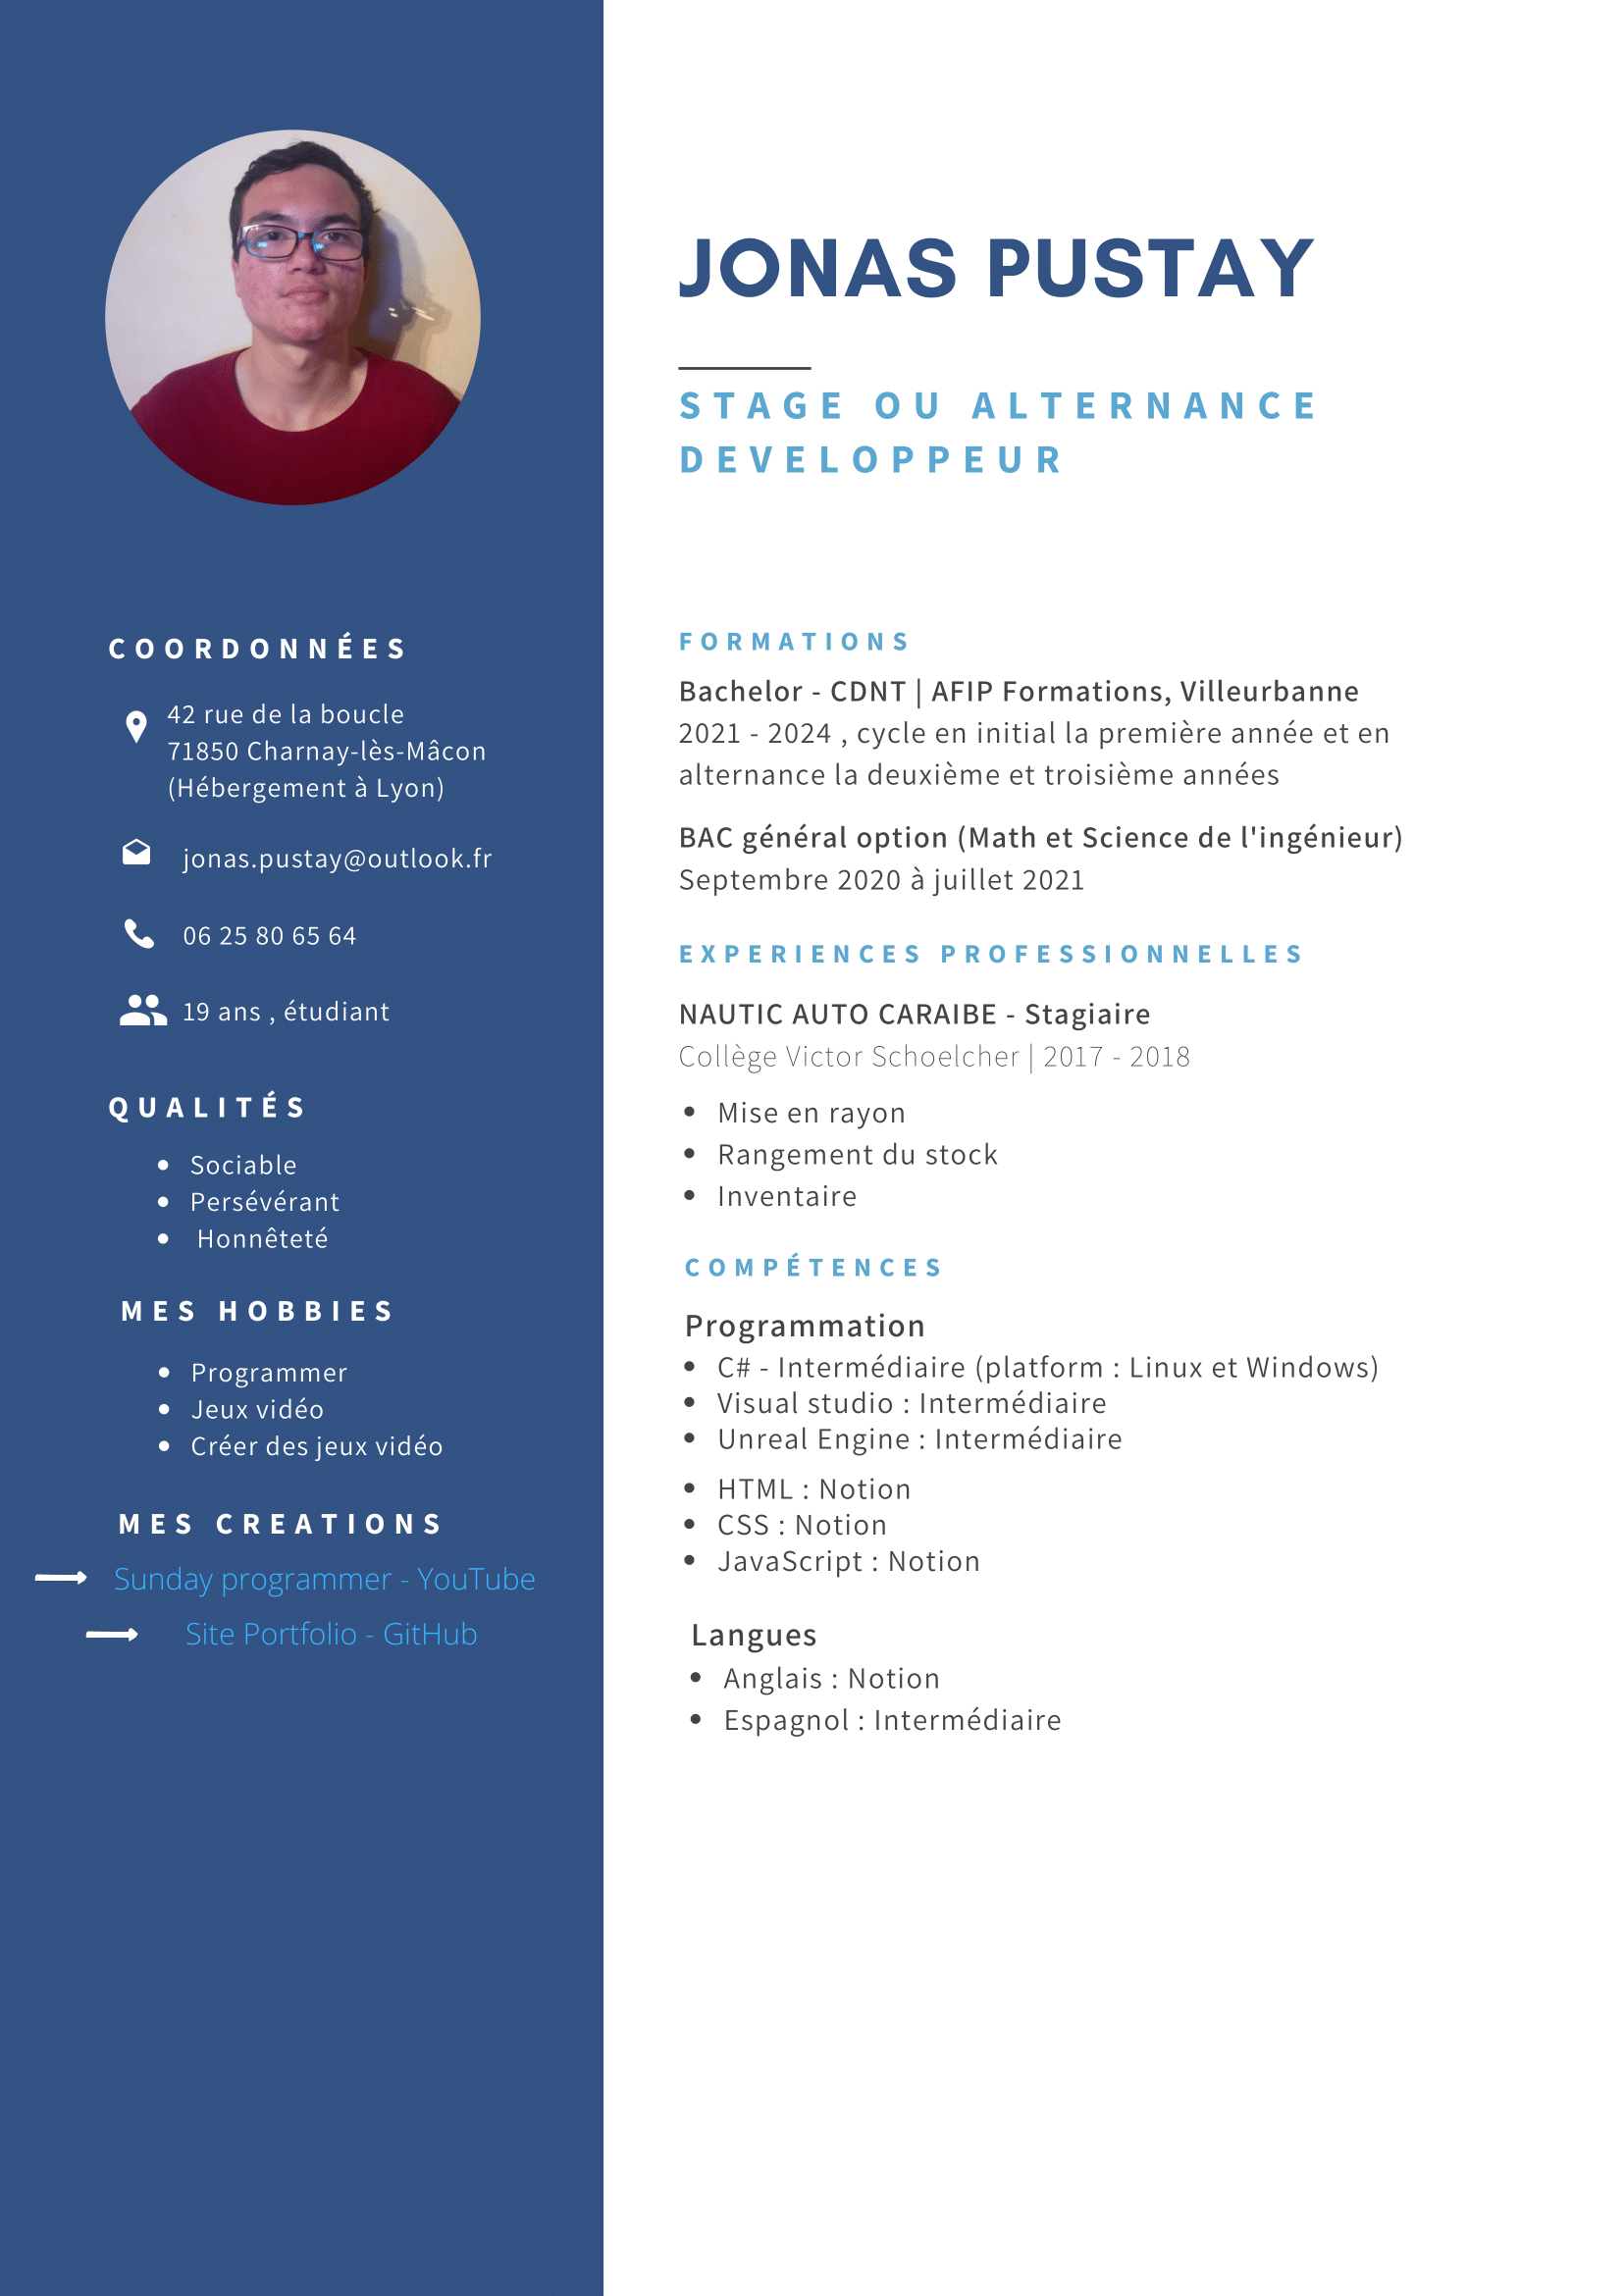 JONAS PUSTAY
STAGE OU ALTERNANCE
DEVELOPPEUR
COORDONNÉES
42 rue de la boucle
71850 Charnay-lès-Mâcon
(Hébergement à Lyon)
jonas.pustay@outlook.fr
06 25 80 65 64
19 ans , étudiant
QUALITÉS
• Sociable
• Persévérant
• Honnêteté
MES HOBBIES
• Programmer
• Jeux vidéo
• Créer des jeux vidéo
MES CREATIONS
Sunday programmer - YouTube
Site Portfolio - GitHub
FORMATIONS
Bachelor - CDNT | AFIP Formations, Villeurbanne
2021 - 2024 , cycle en initial la première année et en
alternance la deuxième et troisième années
BAC général option (Math et Science de l'ingénieur)
Septembre 2020 à juillet 2021
EXPERIENCES PROFESSIONNELLES
NAUTIC AUTO CARAIBE - Stagiaire
Collège Victor Schoelcher | 2017 - 2018
• Mise en rayon
• Rangement du stock
• Inventaire
COMPÉTENCES
Programmation
• C# - Intermédiaire (platform : Linux et Windows)
• Visual studio : Intermédiaire
• Unreal Engine : Intermédiaire
• HTML : Notion
• CSS : Notion
• JavaScript : Notion
Langues
• Anglais : Notion
• Espagnol : Intermédiaire